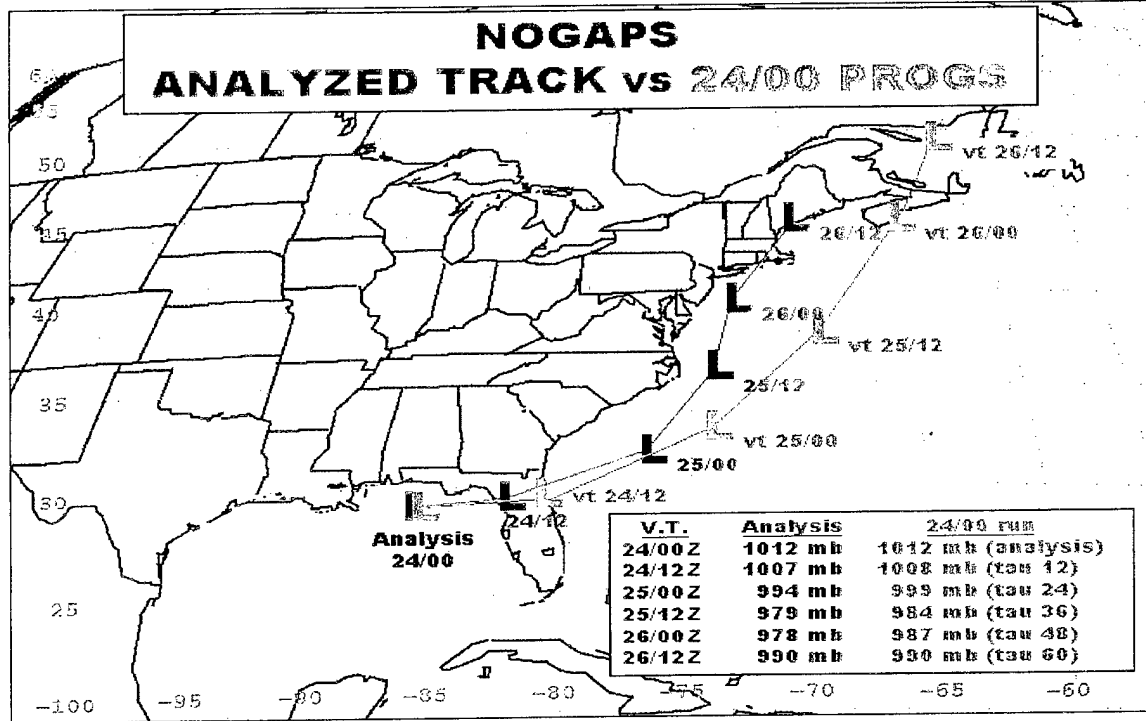 NOGAPS
ANALYZED TRACK vs 24/00 PROGS
50
vt 26/12
26/12
vt 26/00
45
40
26/00
vt 25/12
25/12
35
vt 25/00
25/00
30
Analysis
24/00
24/12
vt 24/12
25
V.T. Analysis 24/00 run
24/00Z 1012 mb 1012 mb (analysis)
24/12Z 1007 mb 1008 mb (tau 12)
25/00Z 994 mb 999 mb (tau 24)
25/12Z 979 mb 984 mb (tau 36)
26/00Z 978 mb 987 mb (tau 48)
26/12Z 990 mb 990 mb (tau 60)
-100 -95 -90 -85 -80 -75 -70 -65 -60
L
L
L
L
L
L
L
L
L
L
L
L